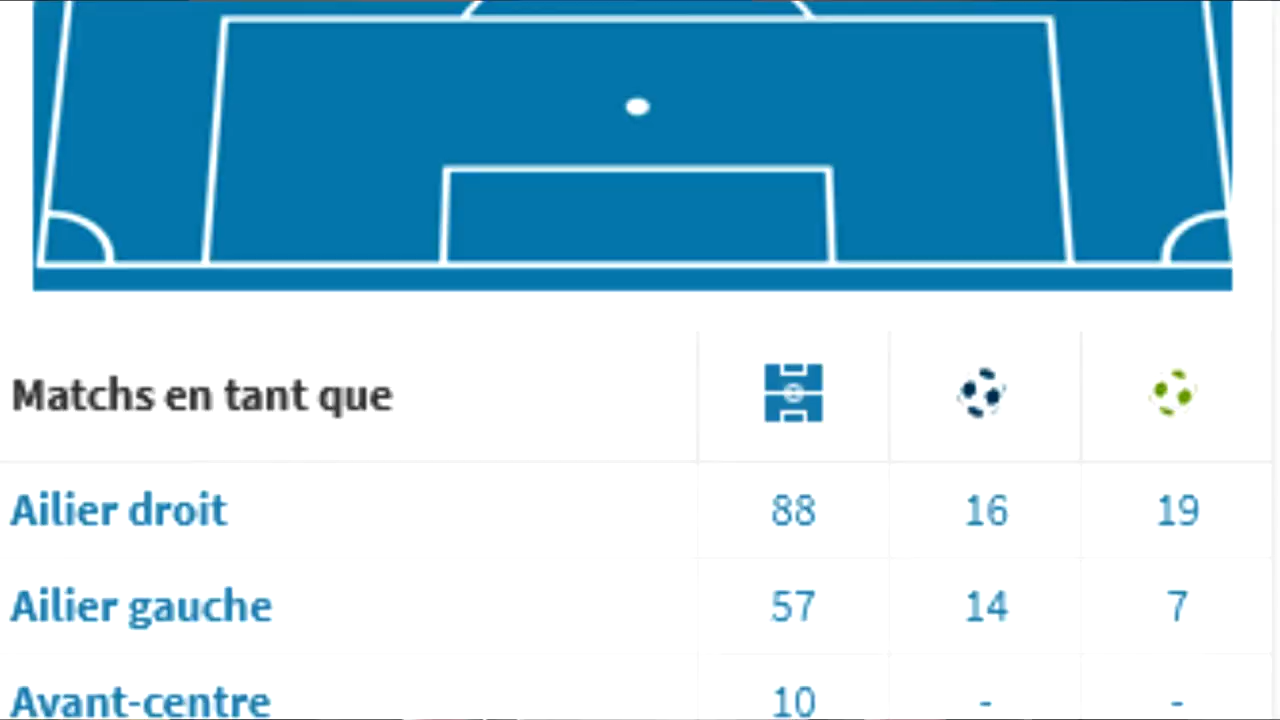 Matchs en tant que
Ailier droit 88 16 19
Ailier gauche 57 14 7
Avant-centre 10 - -